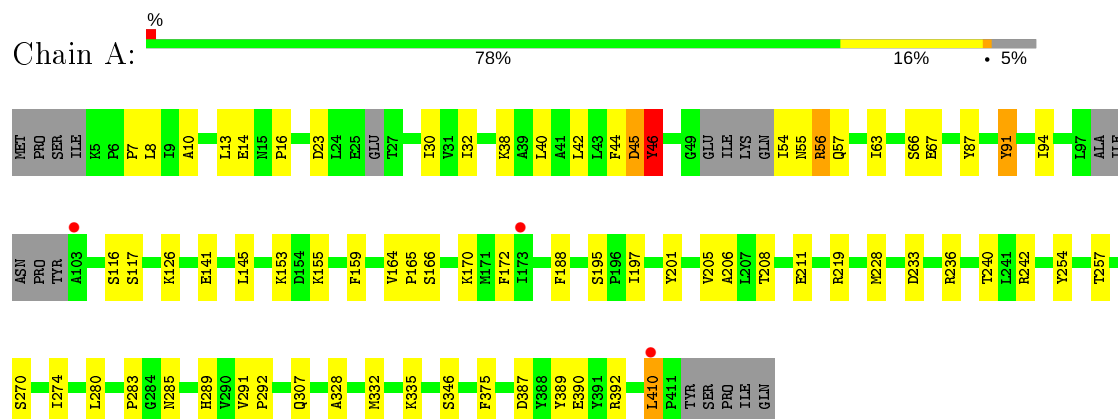 %
Chain A:
78% 16% • 5%
MET PRO SER ILE K5 P6 P7 L8 I9 A10 L13 E14 N15 P16 D23 L24 E25 GLU T27 I30 V31 I32 K38 A39 L40 A41 L42 L43 F44 D45 Y46 G49 GLU ILE LYS GLN I54 N55 R56 Q57 I63 S66 E67 Y87 Y91 I94 L97 ALA ILE
ASN PRO TYR A103 S116 S117 K126 E141 L145 K153 D154 K155 F159 V164 P165 S166 K170 M171 F172 I173 F188 S195 P196 I197 Y201 V205 A206 L207 T208 E211 R219 M228 D233 R236 T240 L241 R242 Y254 T257
S270 I274 L280 P283 G284 N285 H289 V290 V291 P292 Q307 A328 M332 K335 S346 F375 D387 Y388 Y389 E390 Y391 R392 L410 P411 TYR SER PRO ILE GLN